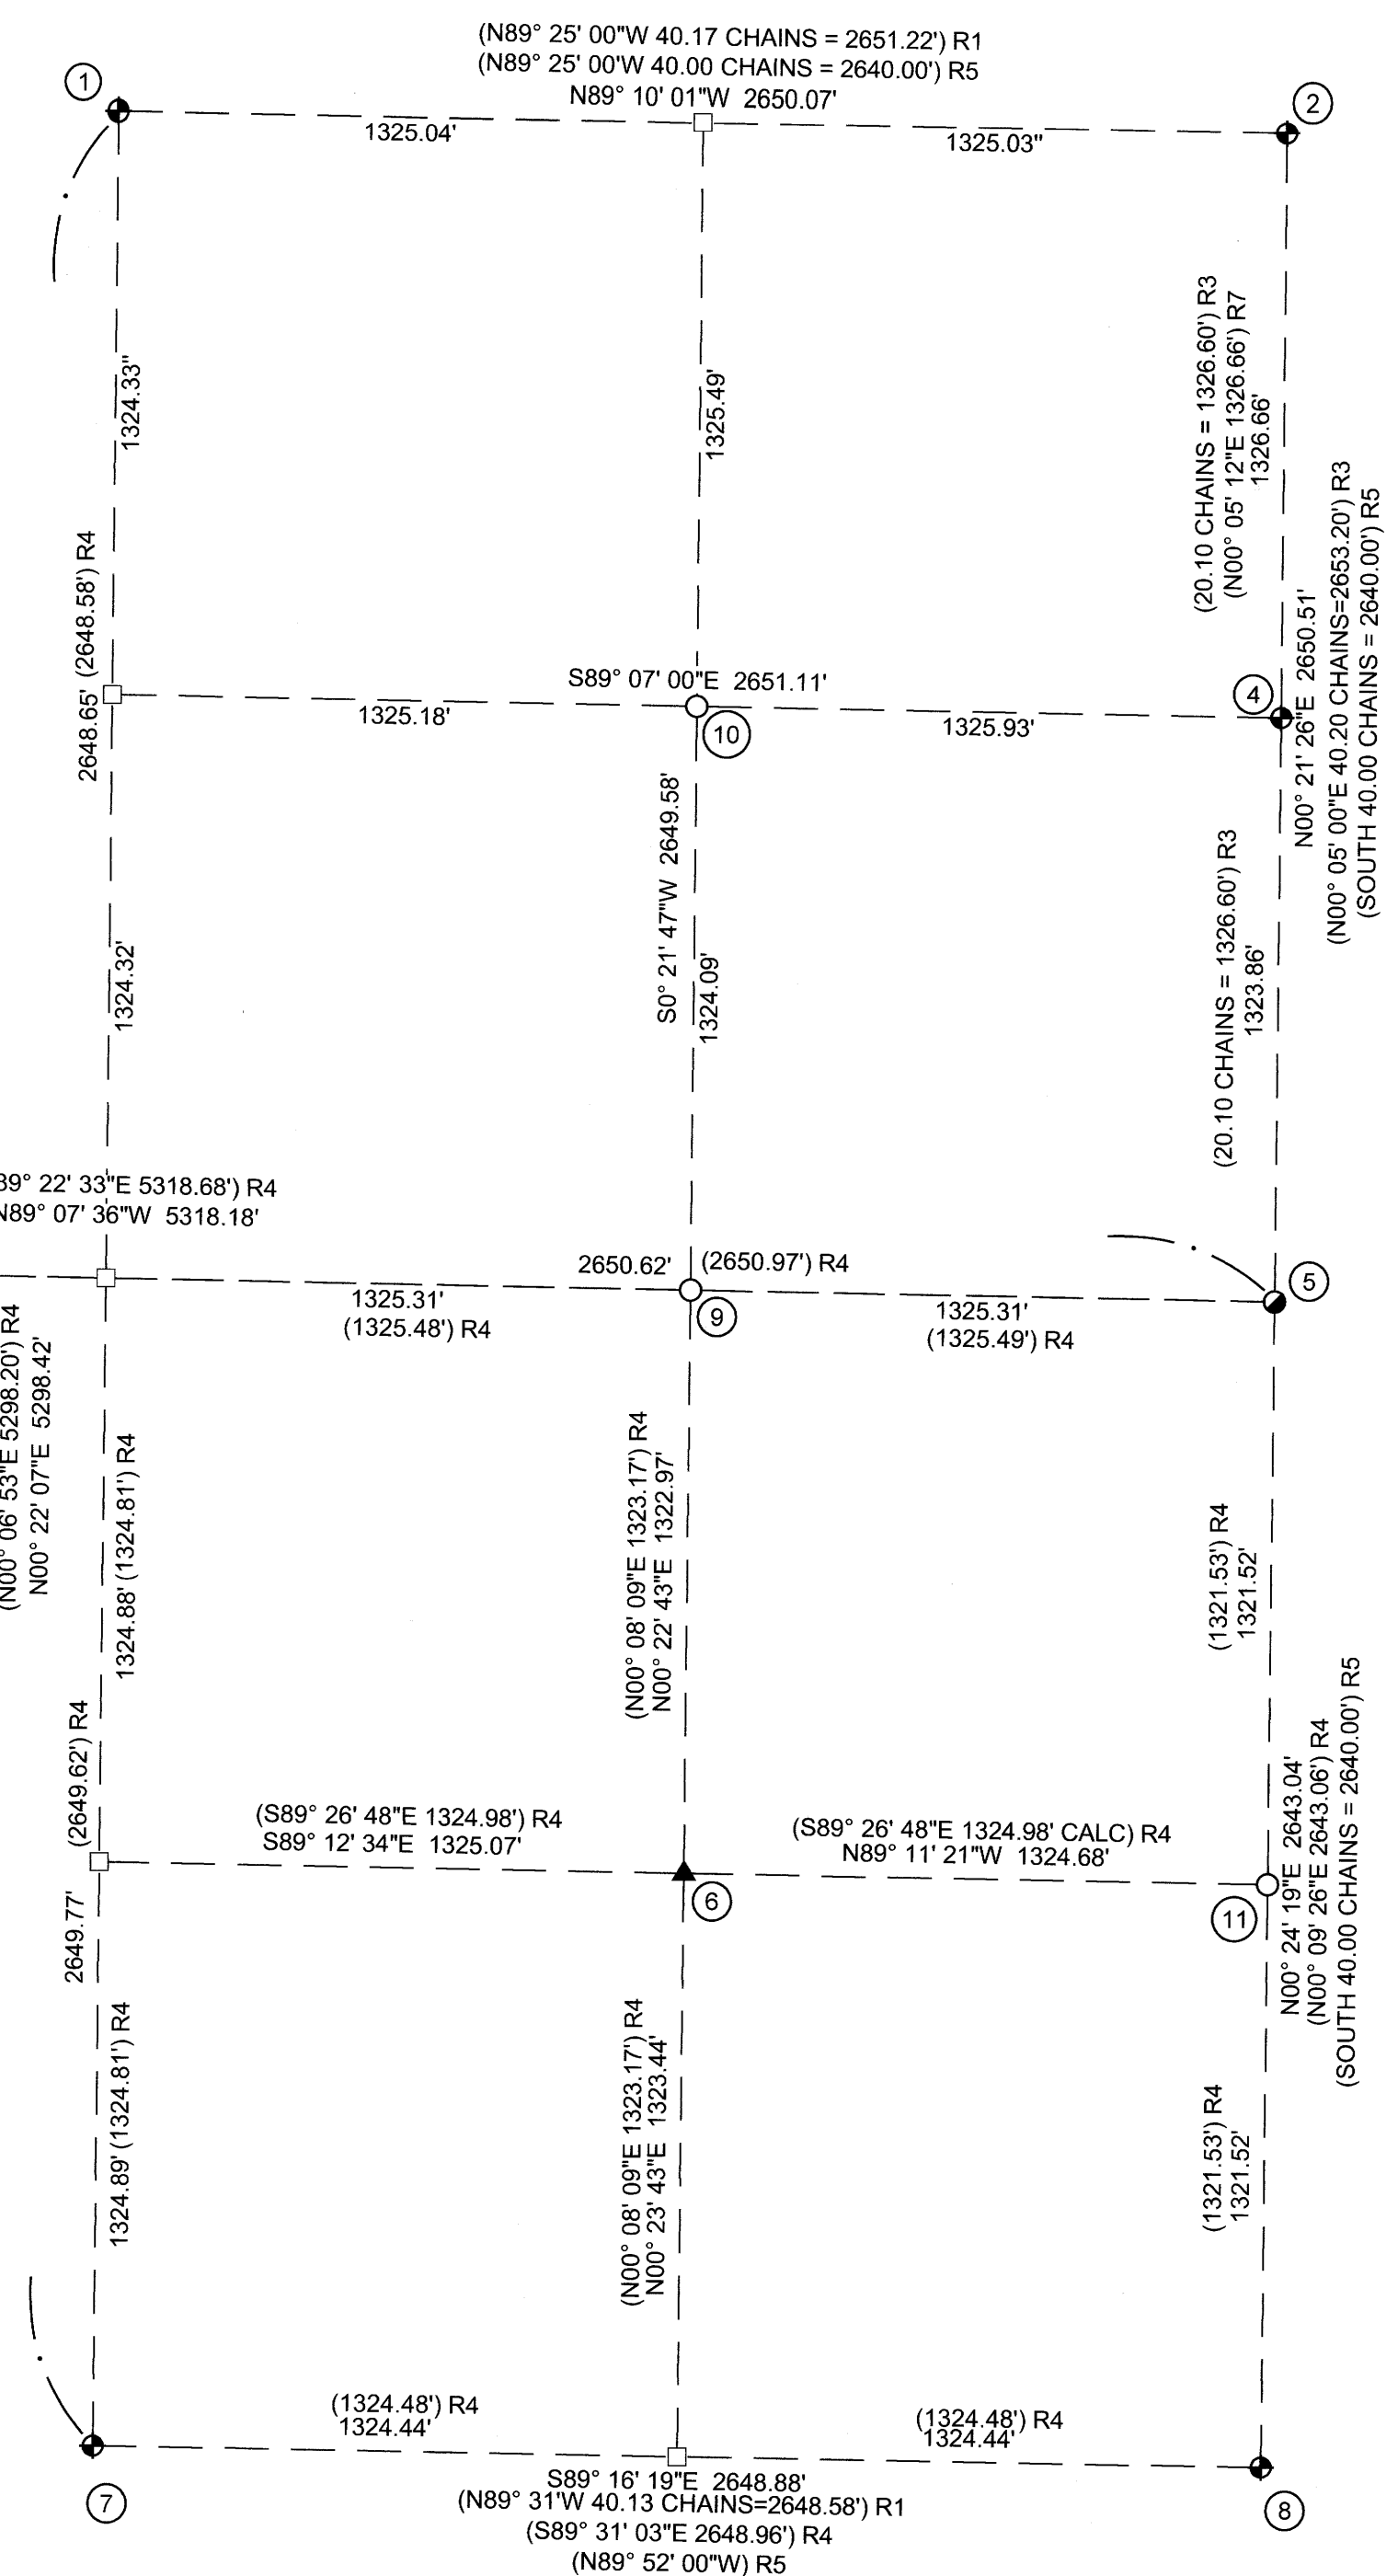 (N89° 25' 00"W 40.17 CHAINS = 2651.22') R1
(N89° 25' 00'W 40.00 CHAINS = 2640.00') R5
N89° 10' 01"W 2650.07'
1
2
1325.04'
1325.03"
1324.33"
1325.49'
(20.10 CHAINS = 1326.60') R3
(N00° 05' 12"E 1326.66') R7
1326.66'
2648.65' (2648.58') R4
S89° 07' 00"E 2651.11'
1325.18'
10
1325.93'
4
N00° 21' 26"E 2650.51'
(N00° 05' 00"E 40.20 CHAINS=2653.20') R3
(SOUTH 40.00 CHAINS = 2640.00') R5
1324.32'
S0° 21' 47"W 2649.58'
1324.09'
(20.10 CHAINS = 1326.60') R3
1323.86'
89° 22' 33"E 5318.68') R4
N89° 07' 36"W 5318.18'
2650.62' (2650.97') R4
1325.31'
(1325.48') R4
9
1325.31'
(1325.49') R4
5
(N00° 06' 53"E 5298.20') R4
N00° 22' 07"E 5298.42'
1324.88' (1324.81') R4
(N00° 08' 09"E 1323.17') R4
N00° 22' 43"E 1322.97'
(1321.53') R4
1321.52'
2649.77' (2649.62') R4
(S89° 26' 48"E 1324.98') R4
S89° 12' 34"E 1325.07'
(S89° 26' 48"E 1324.98' CALC) R4
N89° 11' 21"W 1324.68'
6
11
N00° 24' 19"E 2643.04'
(N00° 09' 26"E 2643.06') R4
(SOUTH 40.00 CHAINS = 2640.00') R5
1324.89' (1324.81') R4
(N00° 08' 09"E 1323.17') R4
N00° 23' 43"E 1323.44'
(1321.53') R4
1321.52'
(1324.48') R4
1324.44'
(1324.48') R4
1324.44'
7
S89° 16' 19"E 2648.88'
(N89° 31'W 40.13 CHAINS=2648.58') R1
(S89° 31' 03"E 2648.96') R4
(N89° 52' 00"W) R5
8